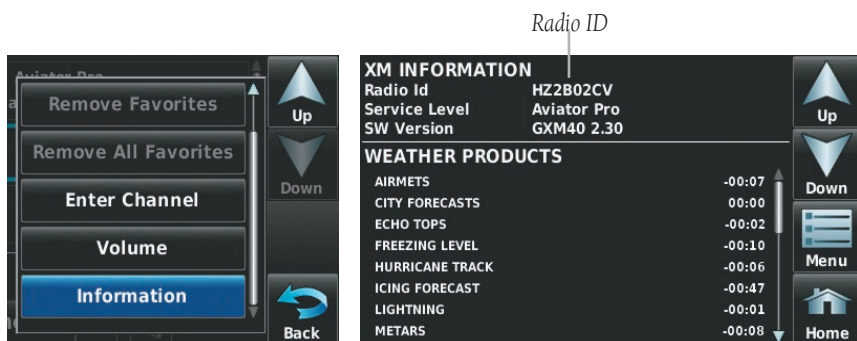 Radio ID
Aviator Pro
Remove Favorites
Remove All Favorites
Enter Channel
Volume
Information
Up
Down
Back
XM INFORMATION
Radio Id HZ2B02CV
Service Level Aviator Pro
SW Version GXM40 2.30
WEATHER PRODUCTS
AIRMETS -00:07
CITY FORECASTS 00:00
ECHO TOPS -00:02
FREEZING LEVEL -00:10
HURRICANE TRACK -00:06
ICING FORECAST -00:47
LIGHTNING -00:01
METARS -00:08
Up
Down
Menu
Home